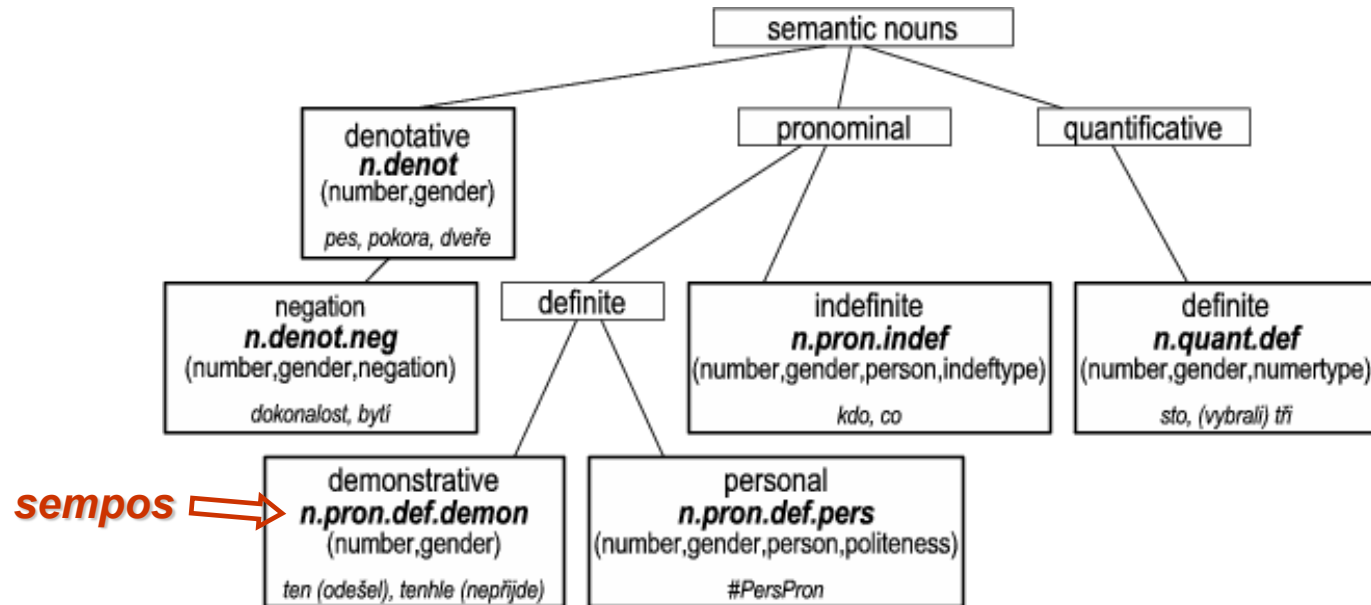 semantic nouns
denotative
n.denot
(number,gender)
pes, pokora, dveře
pronominal
quantificative
negation
n.denot.neg
(number,gender,negation)
dokonalost, bytí
definite
indefinite
n.pron.indef
(number,gender,person,indeftype)
kdo, co
definite
n.quant.def
(number,gender,numertype)
sto, (vybrali) tři
sempos
demonstrative
n.pron.def.demon
(number,gender)
ten (odešel), tenhle (nepřijde)
personal
n.pron.def.pers
(number,gender,person,politeness)
#PersPron